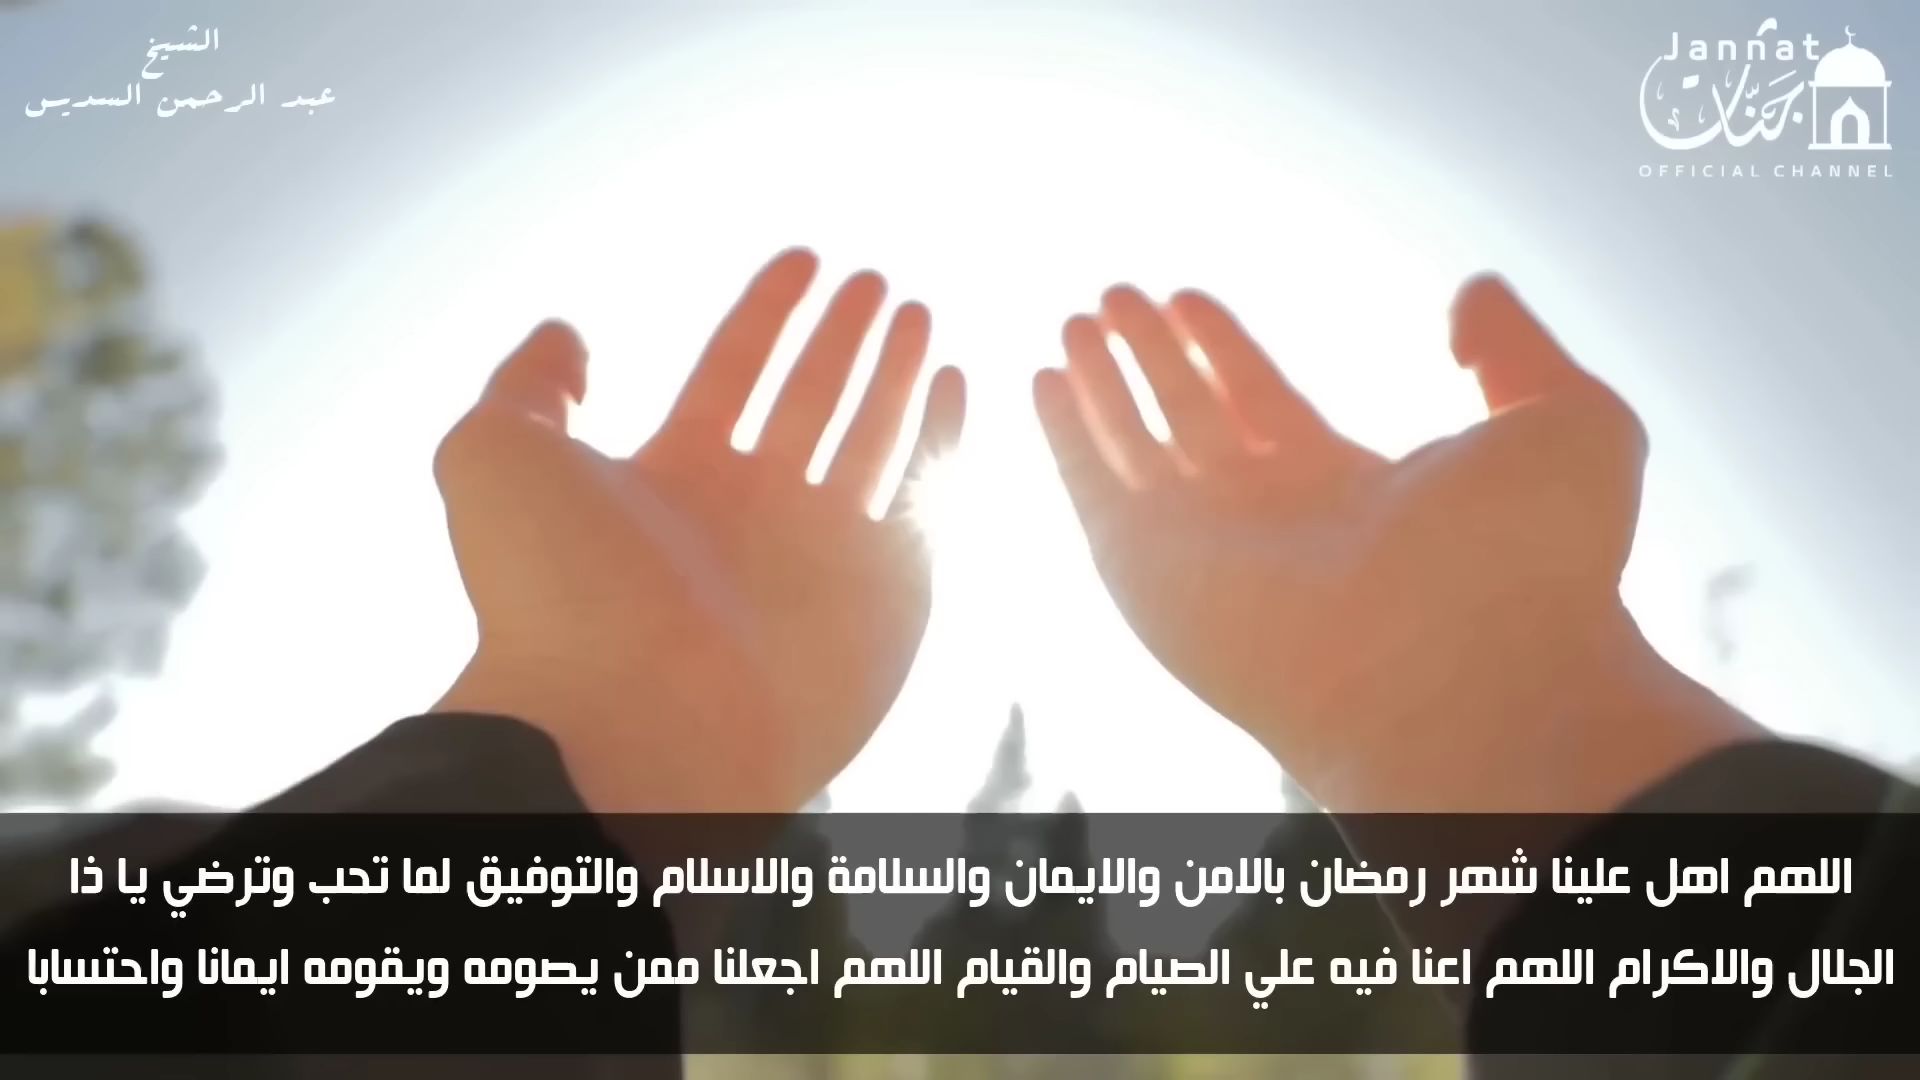 الشيخ
عبد الرحمن السديس
Jannat
جنات
OFFICIAL CHANNEL
اللهم اهل علينا شهر رمضان بالامن والايمان والسلامة والاسلام والتوفيق لما تحب وترضي يا ذا
الجلال والاكرام اللهم اعنا فيه علي الصيام والقيام اللهم اجعلنا ممن يصومه ويقومه ايمانا واحتسابا